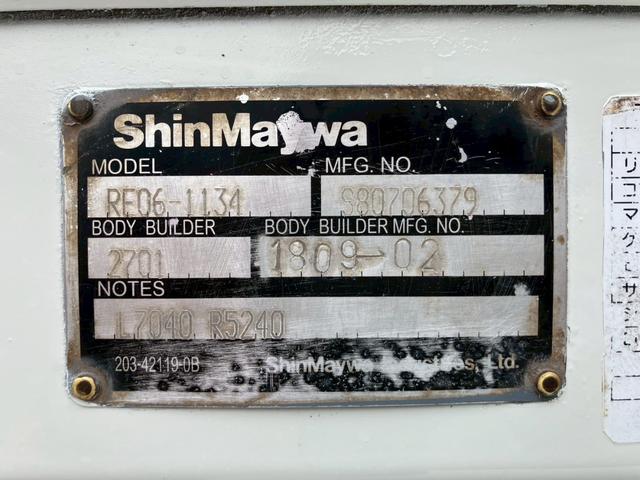 ShinMaywa
MODEL MFG. NO.
RF06-1134 S80706379
BODY BUILDER BODY BUILDER MFG. NO.
2701 1809-02
NOTES
L7040 R5240
203-42119-0B ShinMaywa Industries, Ltd.